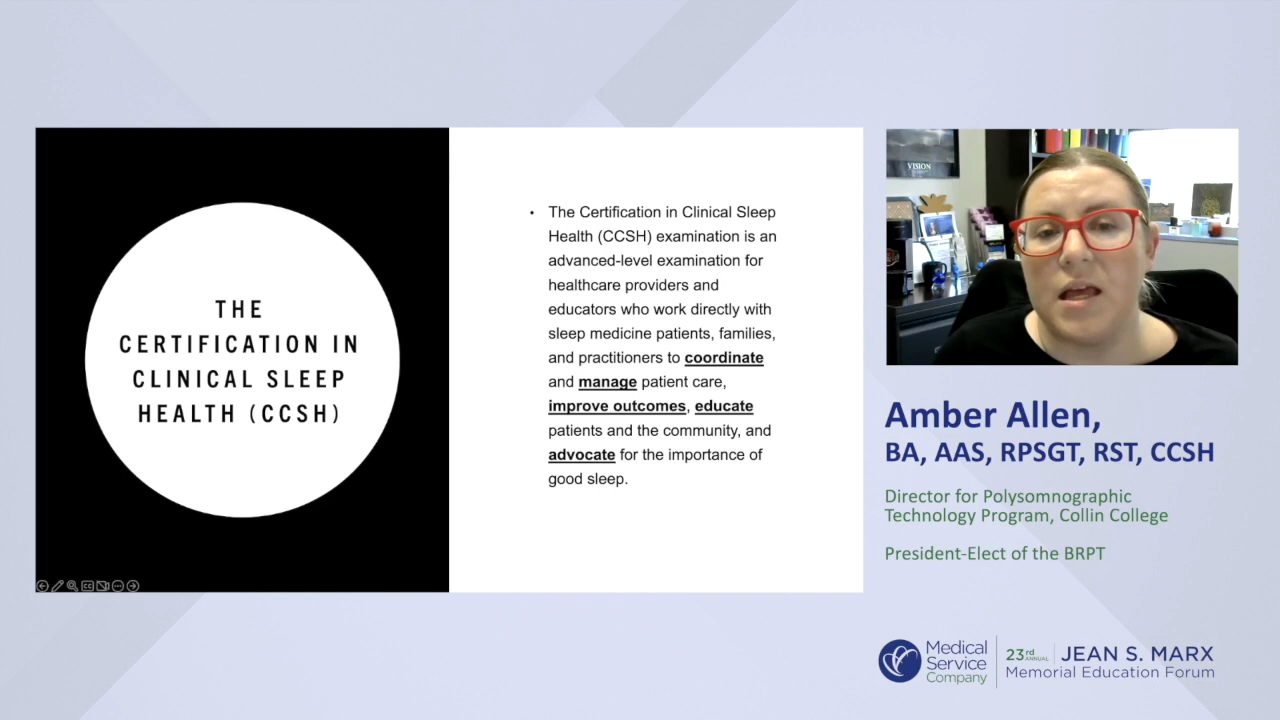 THE
CERTIFICATION IN
CLINICAL SLEEP
HEALTH (CCSH)
• The Certification in Clinical Sleep
Health (CCSH) examination is an
advanced-level examination for
healthcare providers and
educators who work directly with
sleep medicine patients, families,
and practitioners to coordinate
and manage patient care,
improve outcomes, educate
patients and the community, and
advocate for the importance of
good sleep.
VISION
Amber Allen,
BA, AAS, RPSGT, RST, CCSH
Director for Polysomnographic
Technology Program, Collin College
President-Elect of the BRPT
Medical
Service
Company
23rd ANNUAL JEAN S. MARX
Memorial Education Forum